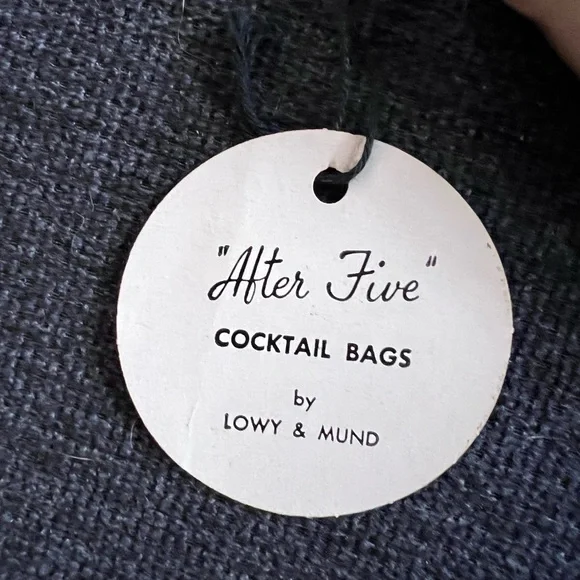 "After Five"
COCKTAIL BAGS
by
LOWY & MUND